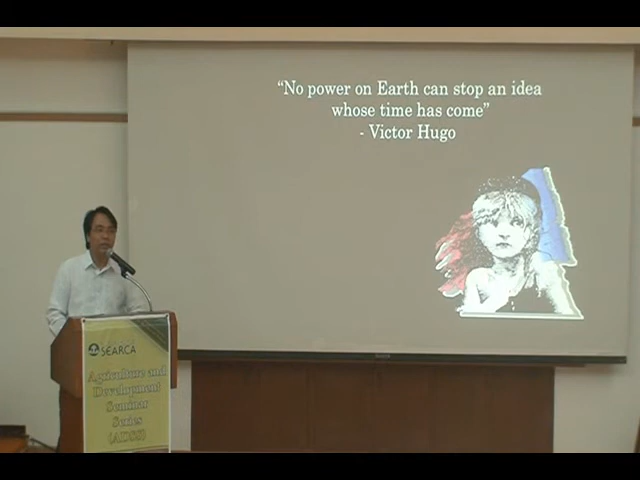 “No power on Earth can stop an idea
whose time has come”
- Victor Hugo
SEARCA
Agriculture and
Development
Seminar
Series
(ADSS)